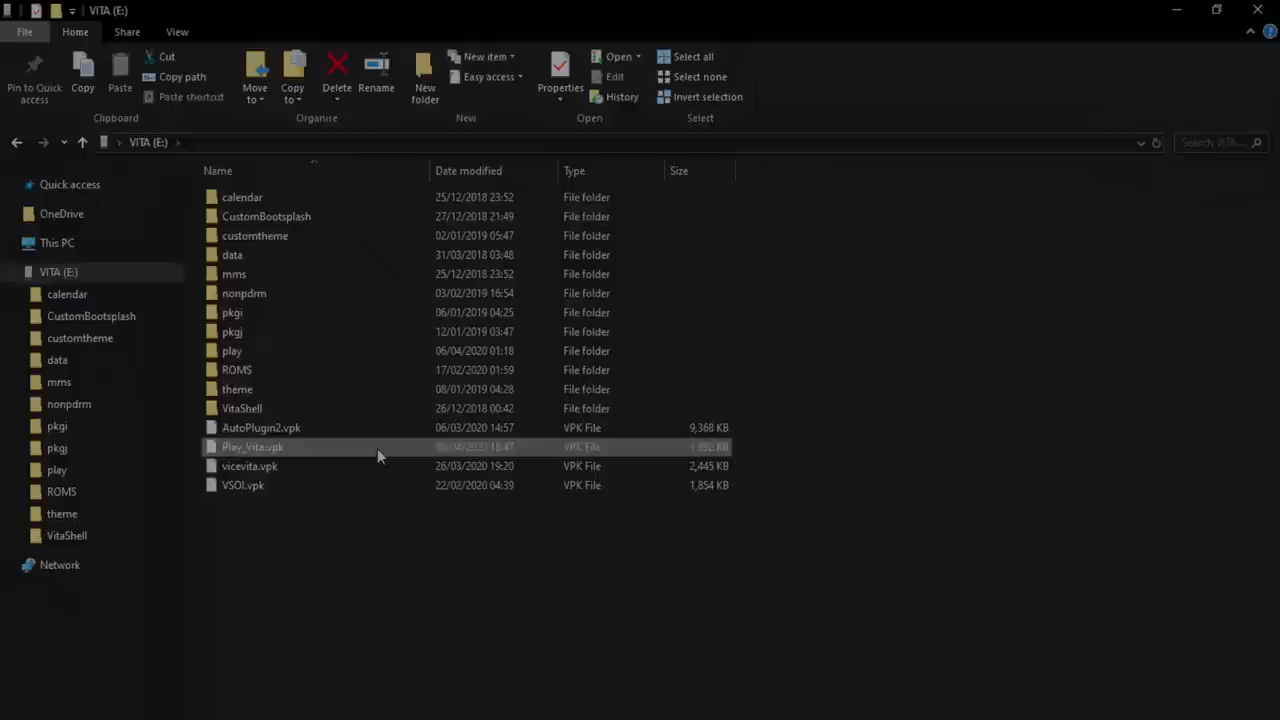 VITA (E:)
File Home Share View
Pin to Quick access
Copy
Paste
Cut
Copy path
Paste shortcut
Clipboard
Move to
Copy to
Delete
Rename
Organise
New folder
New item
Easy access
New
Properties
Open
Edit
History
Open
Select all
Select none
Invert selection
Select
VITA (E:)
Search VITA...
Quick access
OneDrive
This PC
VITA (E:)
calendar
CustomBootsplash
customtheme
data
mms
nonpdrm
pkgi
pkgj
play
ROMS
theme
VitaShell
Network
Name Date modified Type Size
calendar 25/12/2018 23:52 File folder
CustomBootsplash 27/12/2018 21:49 File folder
customtheme 02/01/2019 05:47 File folder
data 31/03/2018 03:48 File folder
mms 25/12/2018 23:52 File folder
nonpdrm 03/02/2019 16:54 File folder
pkgi 06/01/2019 04:25 File folder
pkgj 12/01/2019 03:47 File folder
play 06/04/2020 01:18 File folder
ROMS 17/02/2020 01:59 File folder
theme 08/01/2019 04:28 File folder
VitaShell 26/12/2018 00:42 File folder
AutoPlugin2.vpk 06/03/2020 14:57 VPK File 9,368 KB
Play_Vita.vpk VPK File KB
vicevita.vpk 26/03/2020 19:20 VPK File 2,445 KB
VSOI.vpk 22/02/2020 04:39 VPK File 1,854 KB